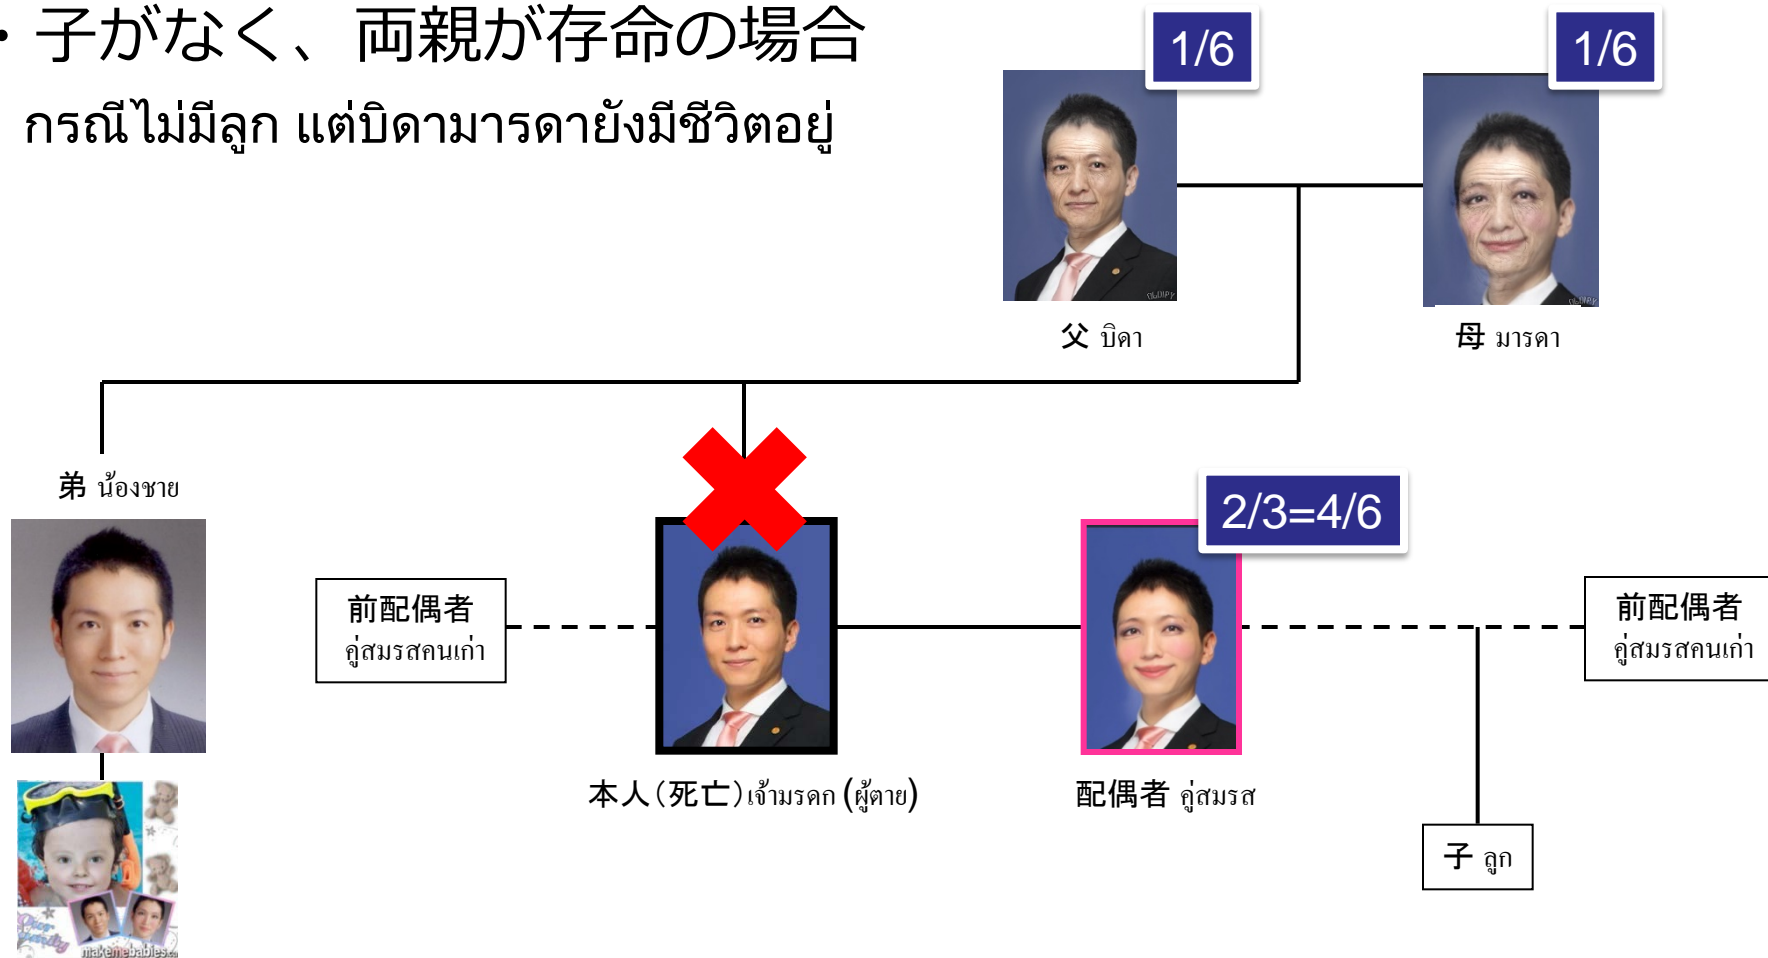 ・子がなく、両親が存命の場合
กรณีไม่มีลูก แต่บิดามารดายังมีชีวิตอยู่
1/6
1/6
父 บิดา
母 มารดา
弟 น้องชาย
2/3=4/6
前配偶者
คู่สมรสคนเก่า
前配偶者
คู่สมรสคนเก่า
本人（死亡）เจ้ามรดก (ผู้ตาย)
配偶者 คู่สมรส
子 ลูก